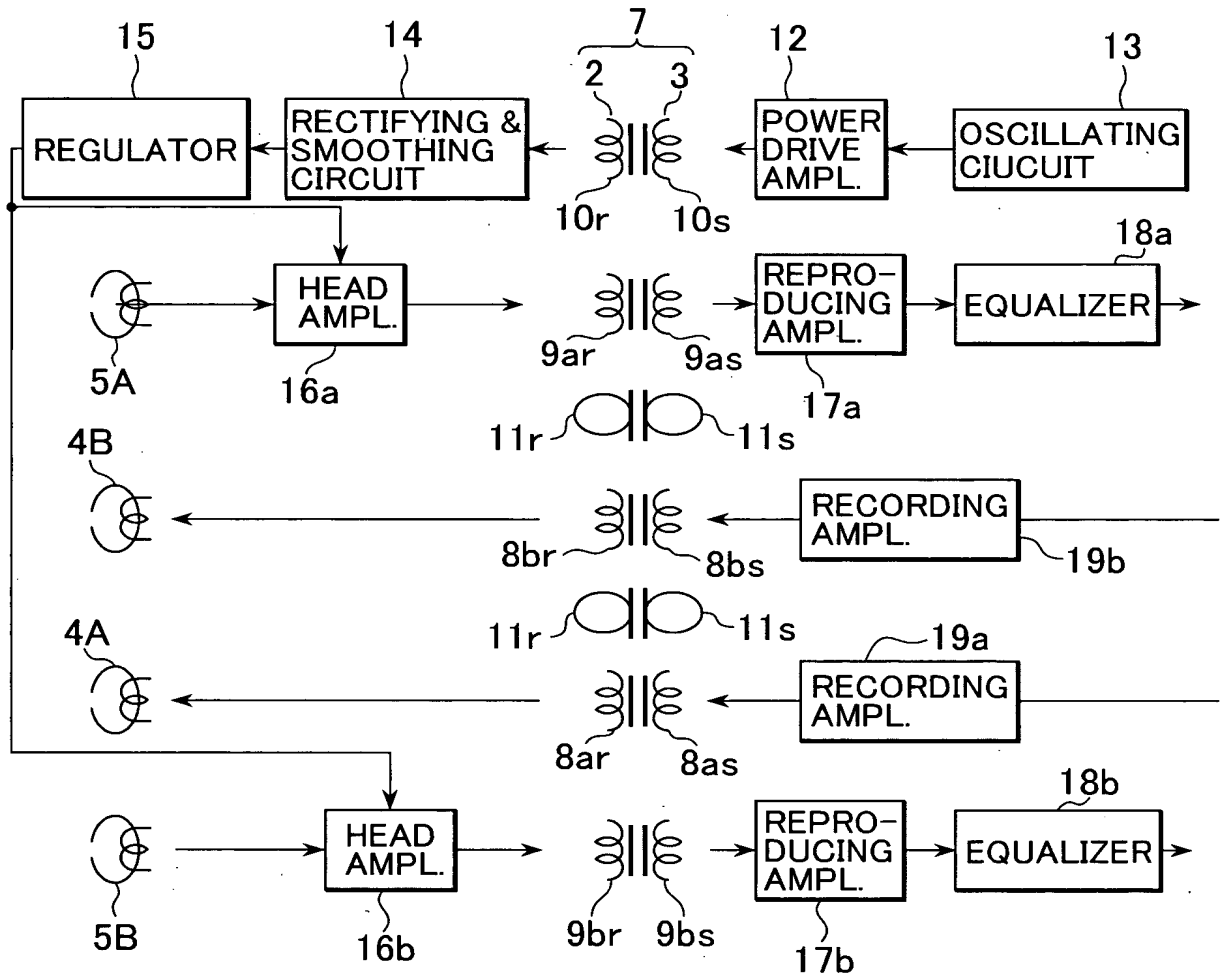 15
14
7
2
3
12
13
REGULATOR
RECTIFYING &
SMOOTHING
CIRCUIT
POWER
DRIVE
AMPL.
OSCILLATING
CIUCUIT
10r
10s
18a
HEAD
AMPL.
REPRO-
DUCING
AMPL.
EQUALIZER
9ar
9as
5A
16a
17a
11r
11s
4B
RECORDING
AMPL.
8br
8bs
19b
11r
11s
4A
19a
RECORDING
AMPL.
8ar
8as
18b
HEAD
AMPL.
REPRO-
DUCING
AMPL.
EQUALIZER
5B
16b
9br
9bs
17b